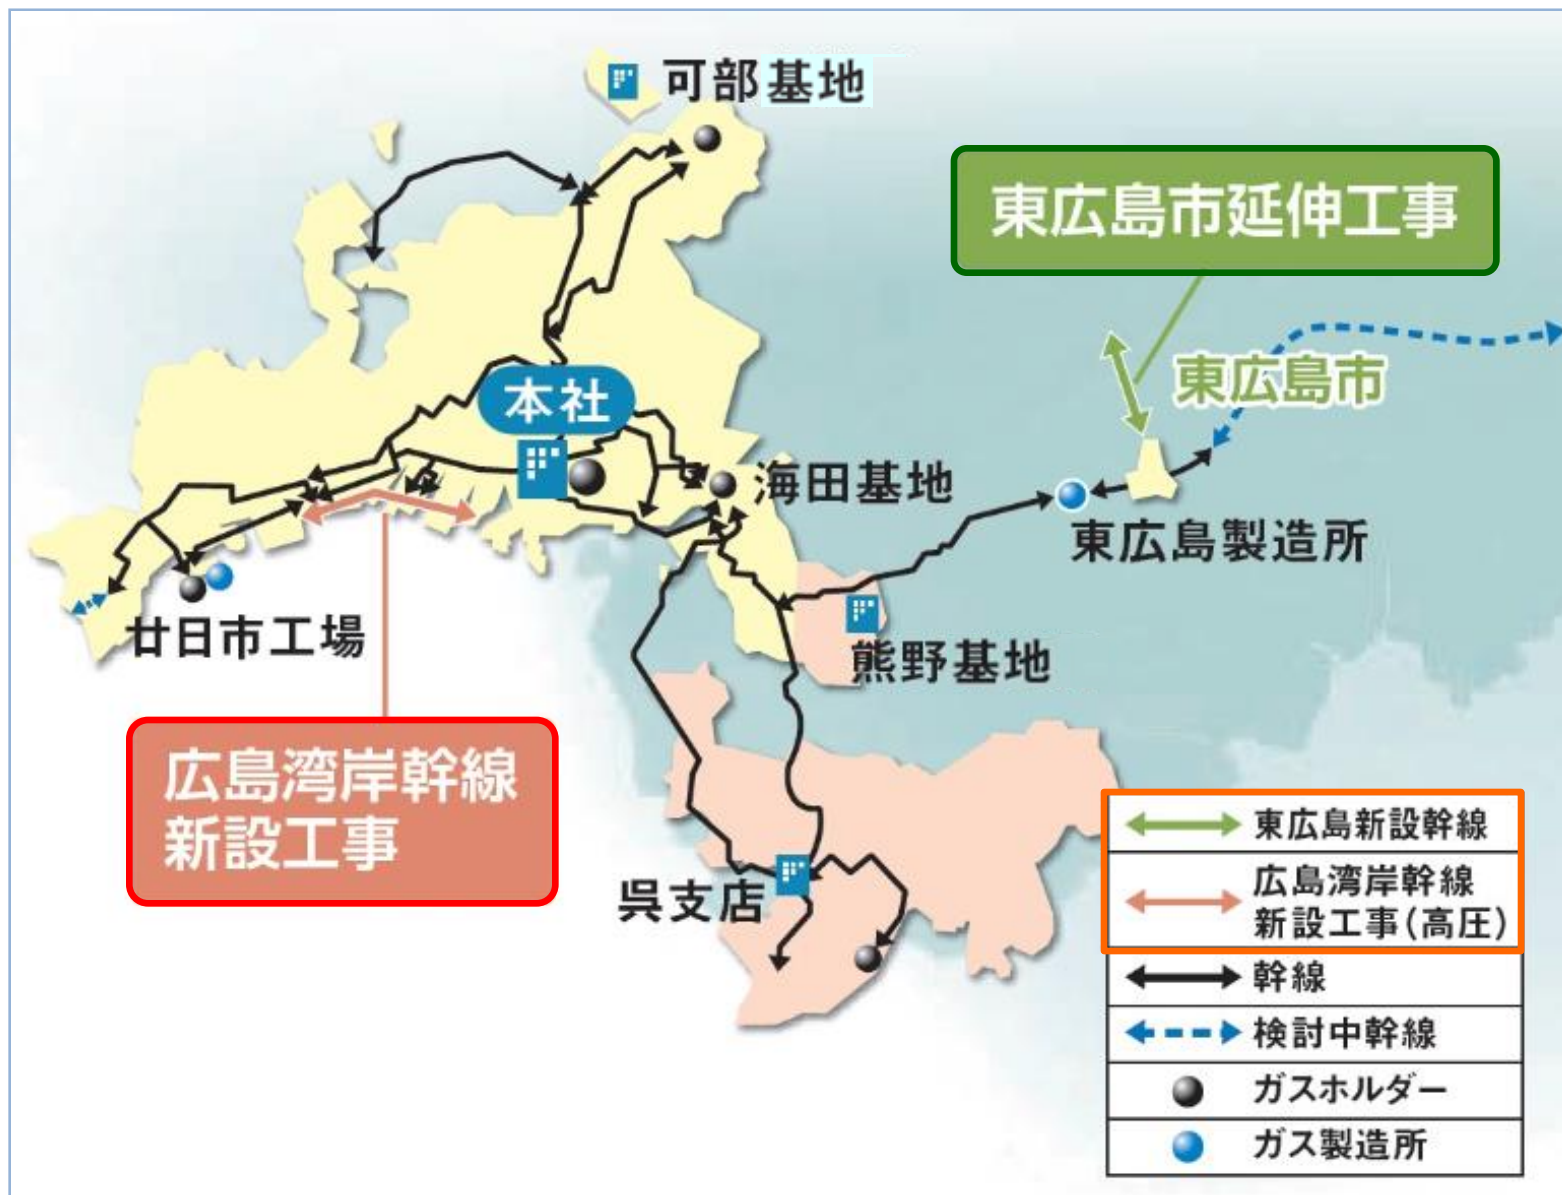 可部基地
東広島市延伸工事
東広島市
本社
海田基地
東広島製造所
廿日市工場
熊野基地
広島湾岸幹線
新設工事
呉支店
東広島新設幹線
広島湾岸幹線
新設工事(高圧)
幹線
検討中幹線
ガスホルダー
ガス製造所